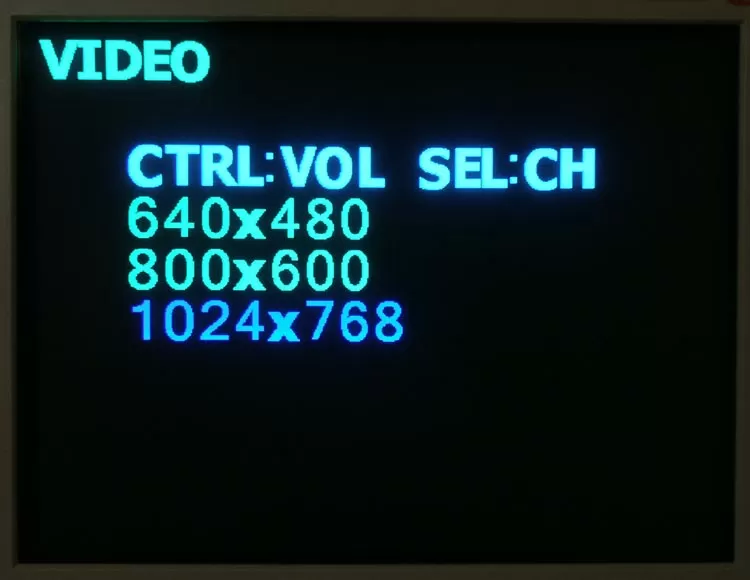 VIDEO
CTRL:VOL SEL:CH
640x480
800x600
1024x768